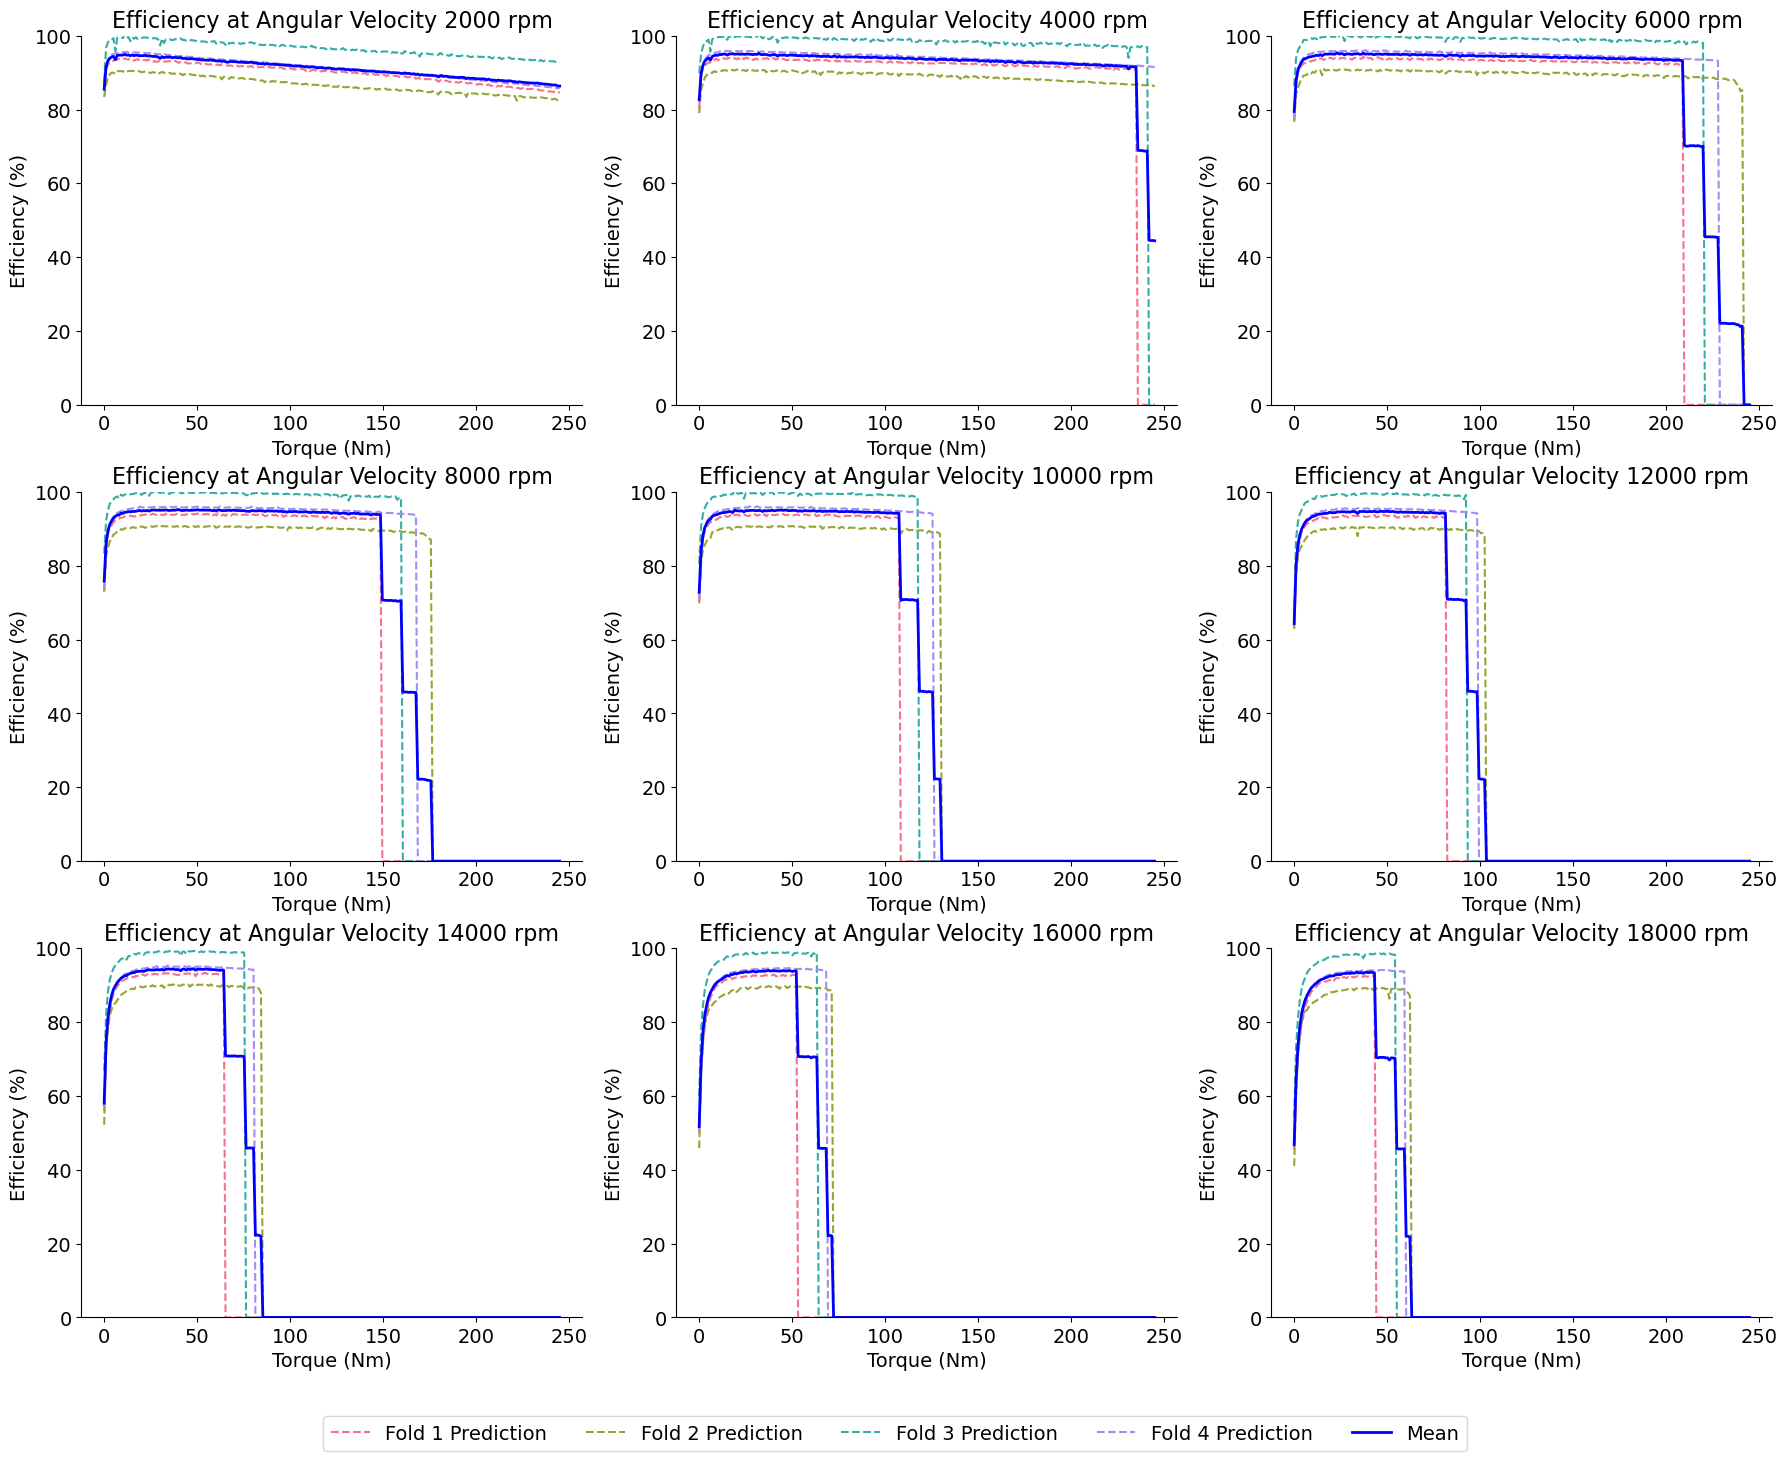 Efficiency at Angular Velocity 2000 rpm
100
80
60
40
20
0
Efficiency (%)
0 50 100 150 200 250
Torque (Nm)
Efficiency at Angular Velocity 4000 rpm
100
80
60
40
20
0
Efficiency (%)
0 50 100 150 200 250
Torque (Nm)
Efficiency at Angular Velocity 6000 rpm
100
80
60
40
20
0
Efficiency (%)
0 50 100 150 200 250
Torque (Nm)
Efficiency at Angular Velocity 8000 rpm
100
80
60
40
20
0
Efficiency (%)
0 50 100 150 200 250
Torque (Nm)
Efficiency at Angular Velocity 10000 rpm
100
80
60
40
20
0
Efficiency (%)
0 50 100 150 200 250
Torque (Nm)
Efficiency at Angular Velocity 12000 rpm
100
80
60
40
20
0
Efficiency (%)
0 50 100 150 200 250
Torque (Nm)
Efficiency at Angular Velocity 14000 rpm
100
80
60
40
20
0
Efficiency (%)
0 50 100 150 200 250
Torque (Nm)
Efficiency at Angular Velocity 16000 rpm
100
80
60
40
20
0
Efficiency (%)
0 50 100 150 200 250
Torque (Nm)
Efficiency at Angular Velocity 18000 rpm
100
80
60
40
20
0
Efficiency (%)
0 50 100 150 200 250
Torque (Nm)
Fold 1 Prediction Fold 2 Prediction Fold 3 Prediction Fold 4 Prediction Mean